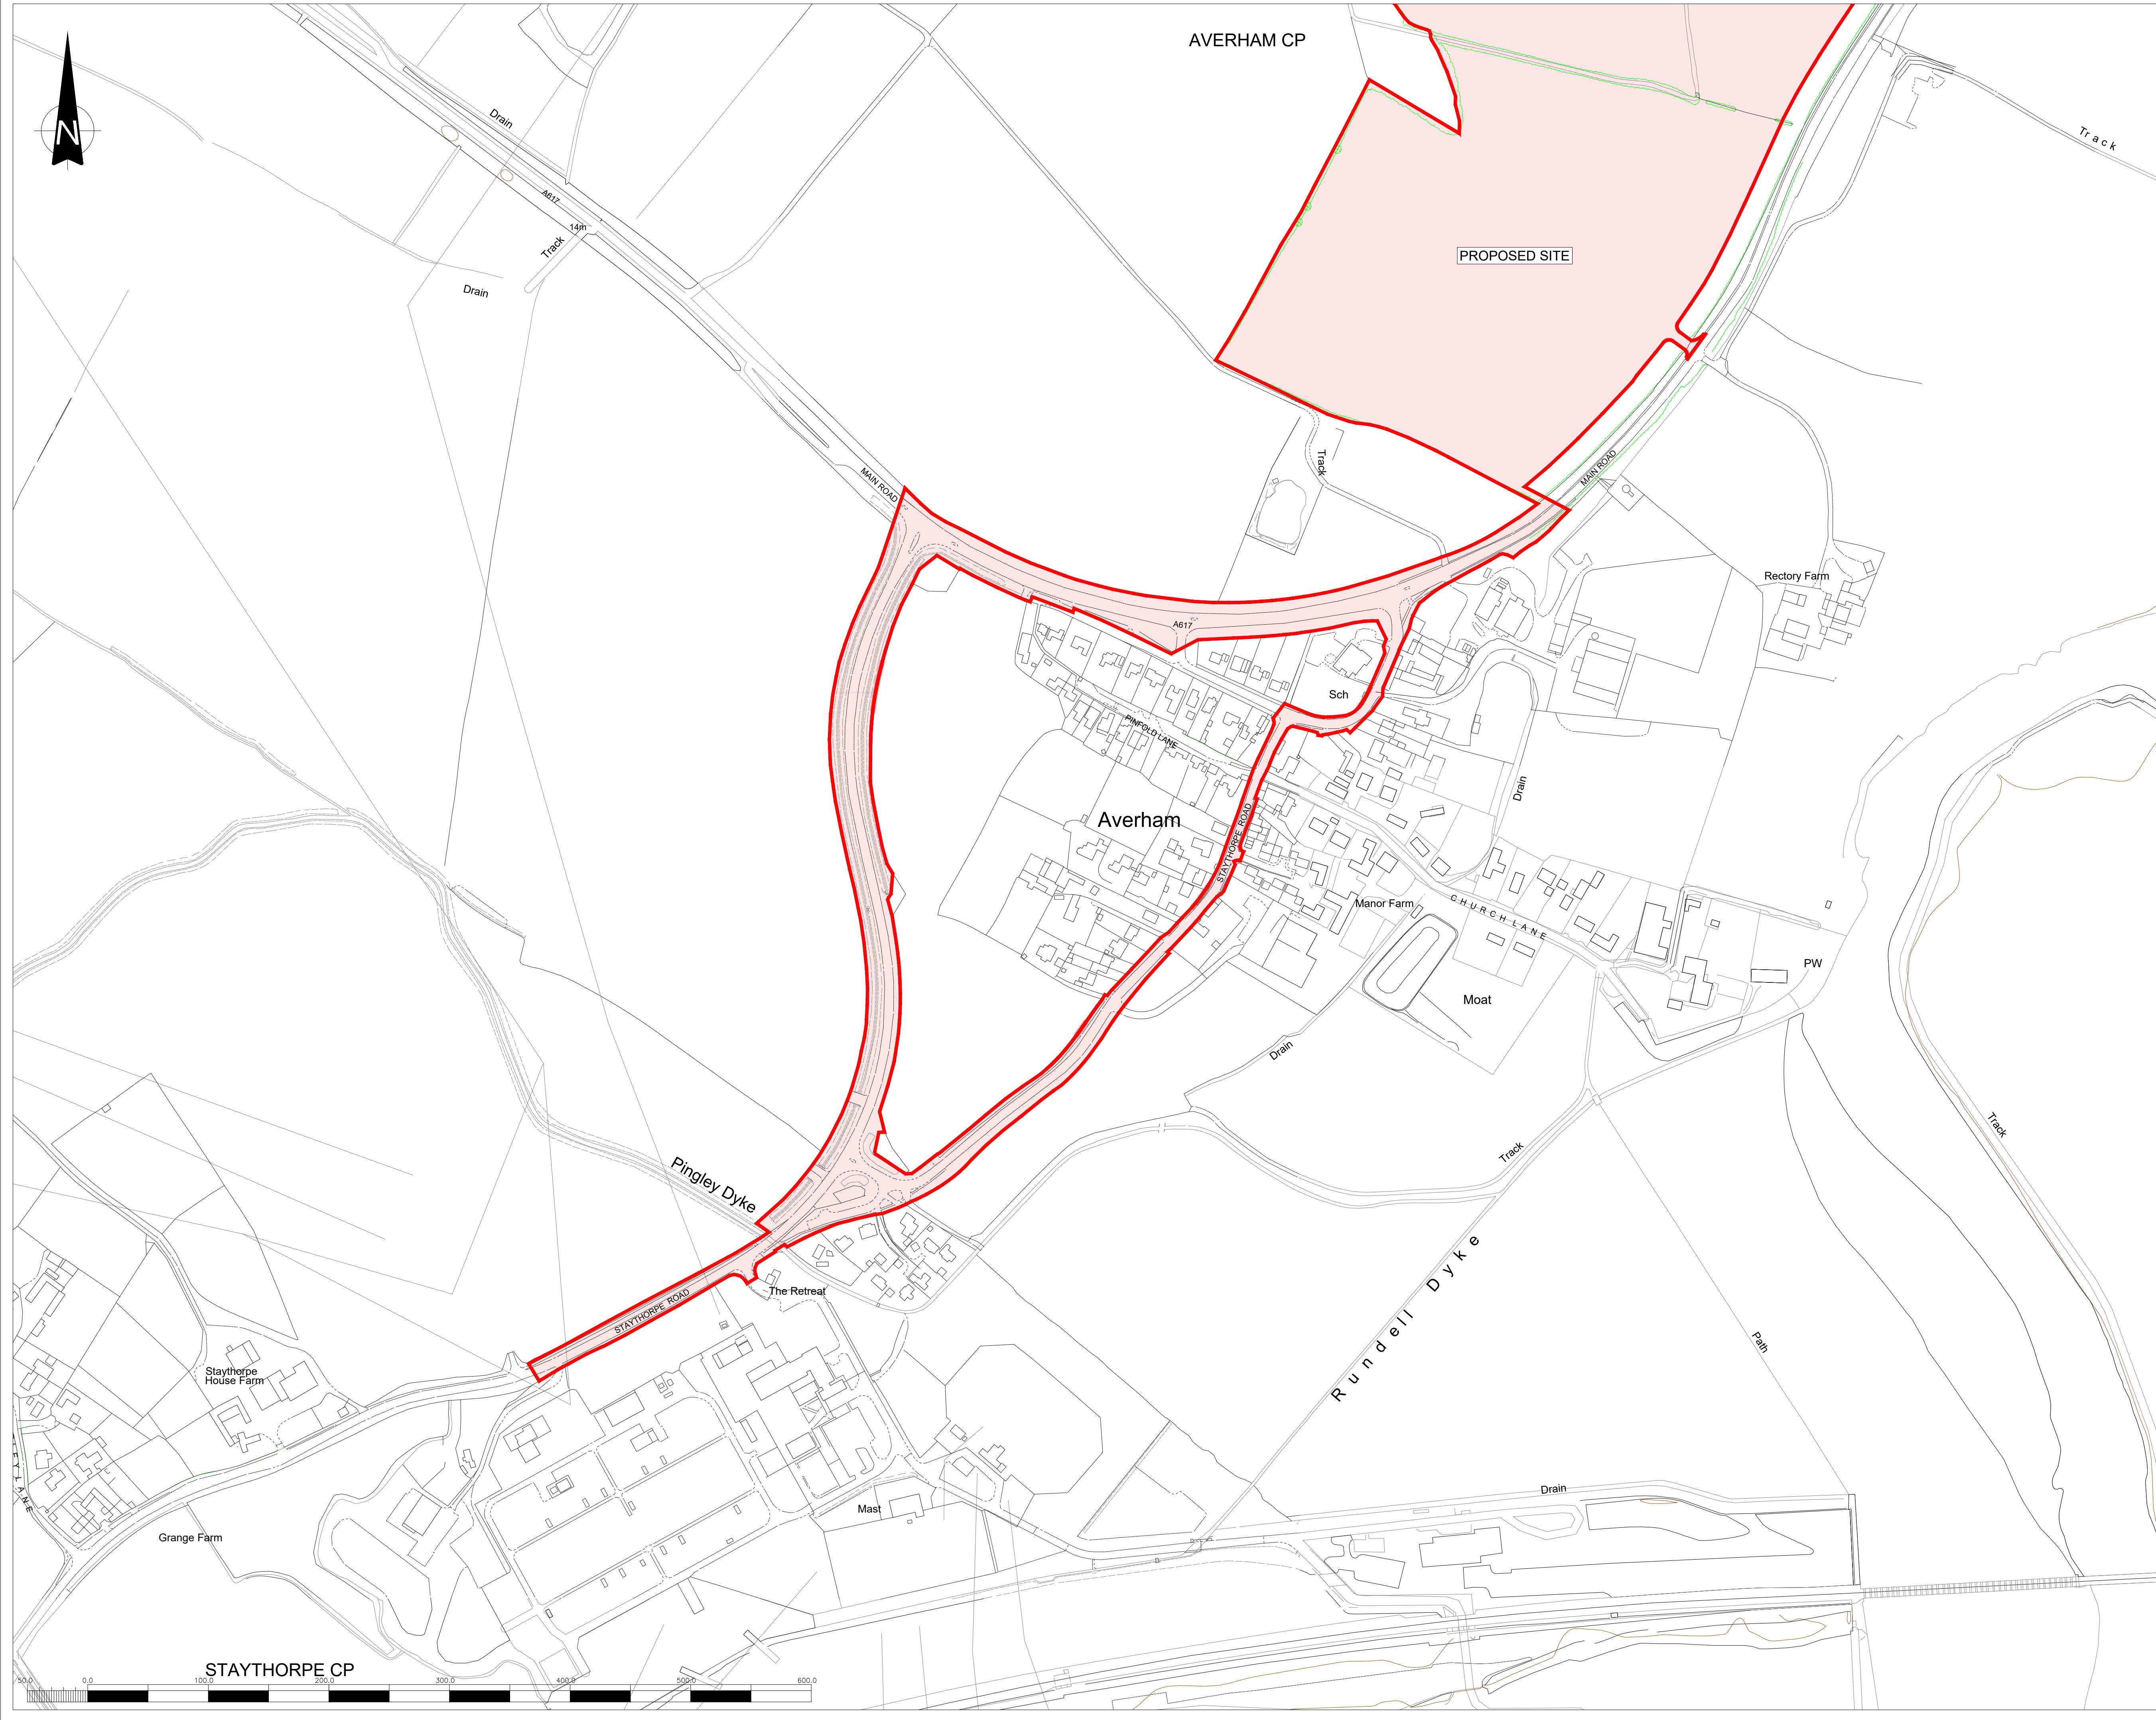 AVERHAM CP
N
Drain
A617
14m
Track
Drain
Track
PROPOSED SITE
MAIN ROAD
Track
MAIN ROAD
Rectory Farm
A617
Sch
PINFOLD LANE
Averham
STAYTHORPE ROAD
Drain
Manor Farm
CHURCH LANE
PW
Moat
Drain
Track
Track
Pingley Dyke
The Retreat
STAYTHORPE ROAD
Rundell Dyke
Path
Staythorpe
House Farm
EY LANE
Mast
Drain
Grange Farm
STAYTHORPE CP
50.0 0.0 100.0 200.0 300.0 400.0 500.0 600.0